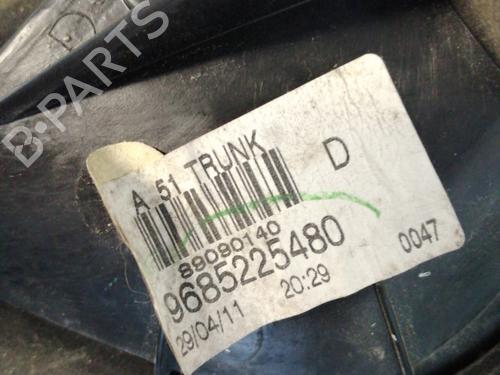 D
B-PARTS
A 51 TRUNK
D
89090140
9685225480
29/04/11 20:29 0047